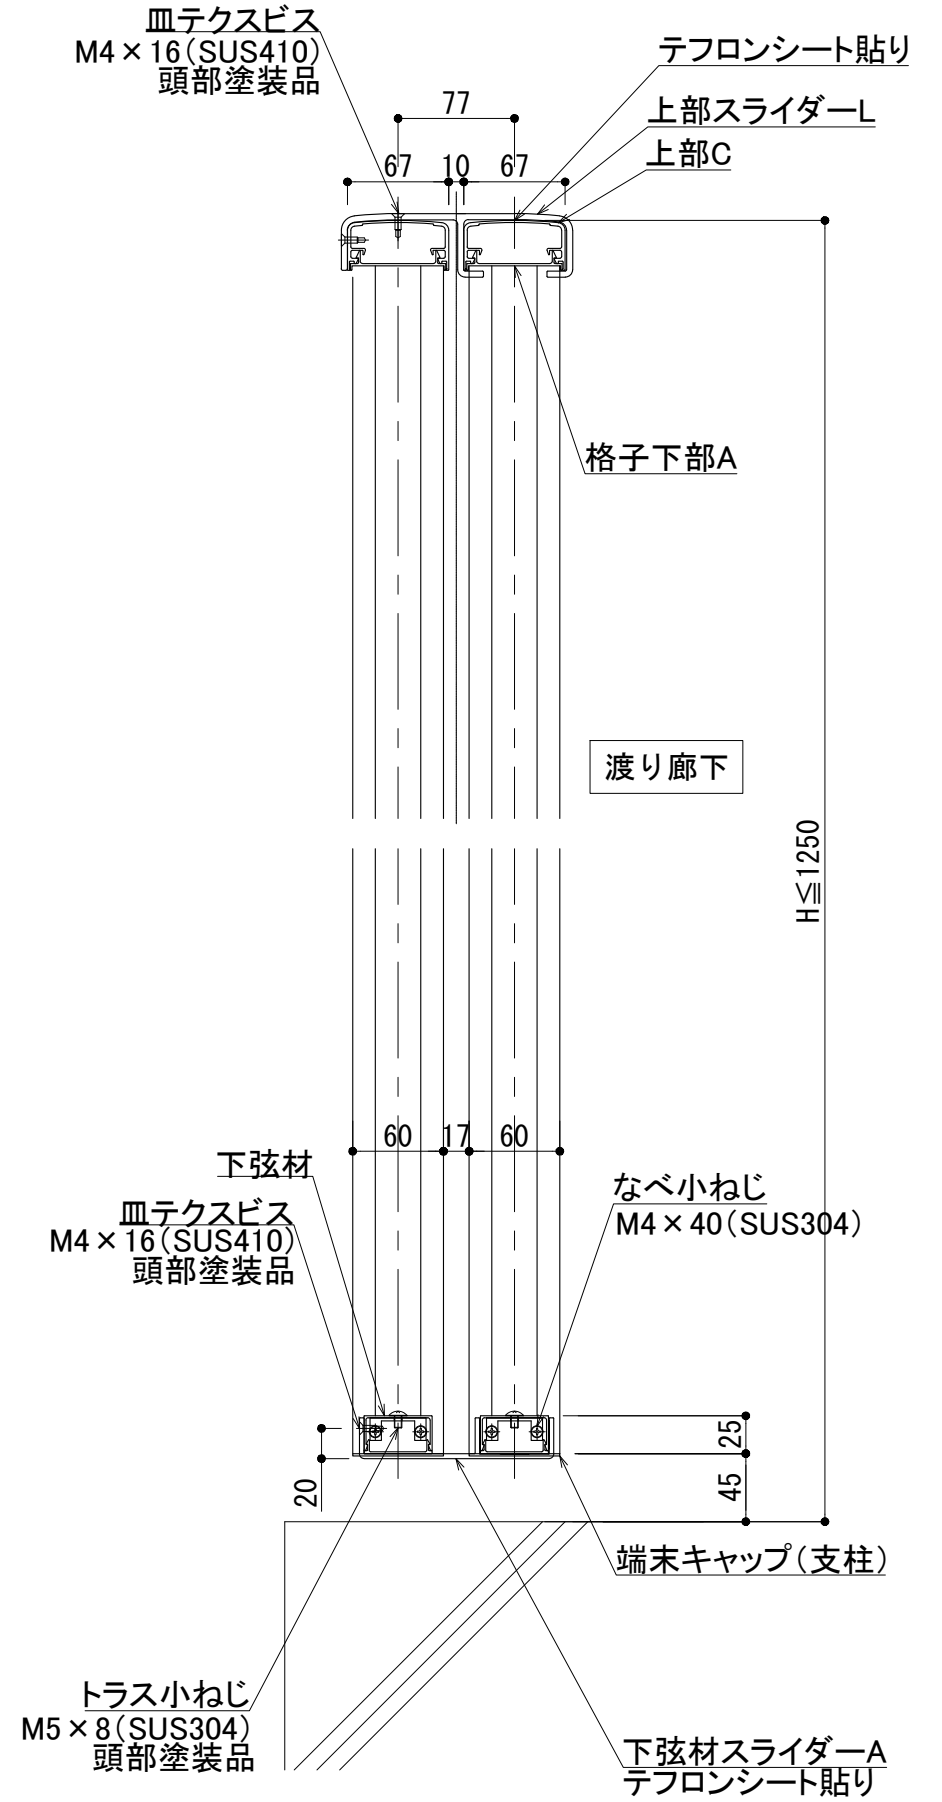 皿テクスビス
M4×16(SUS410)
頭部塗装品
テフロンシート貼り
77
上部スライダーL
上部C
67
10
67
格子下部A
渡り廊下
H≦1250
60
17
60
下弦材
皿テクスビス
M4×16(SUS410)
頭部塗装品
なべ小ねじ
M4×40(SUS304)
25
20
45
端末キャップ(支柱)
トラス小ねじ
M5×8(SUS304)
頭部塗装品
下弦材スライダーA
テフロンシート貼り